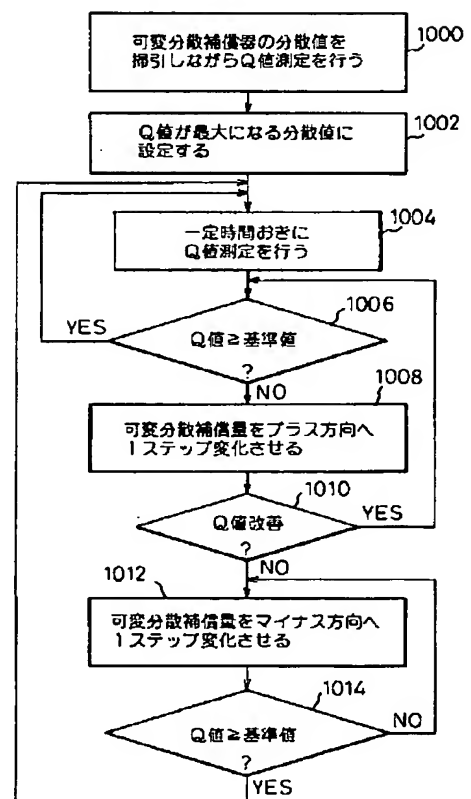 可変分散補償器の分散値を
掃引しながらQ値測定を行う
1000
Q値が最大になる分散値に
設定する
1002
一定時間おきに
Q値測定を行う
1004
1006
YES
Q値≧基準値
?
NO
1008
可変分散補償量をプラス方向へ
1ステップ変化させる
1010
Q値改善
YES
?
NO
1012
可変分散補償量をマイナス方向へ
1ステップ変化させる
1014
Q値≧基準値
NO
?
YES